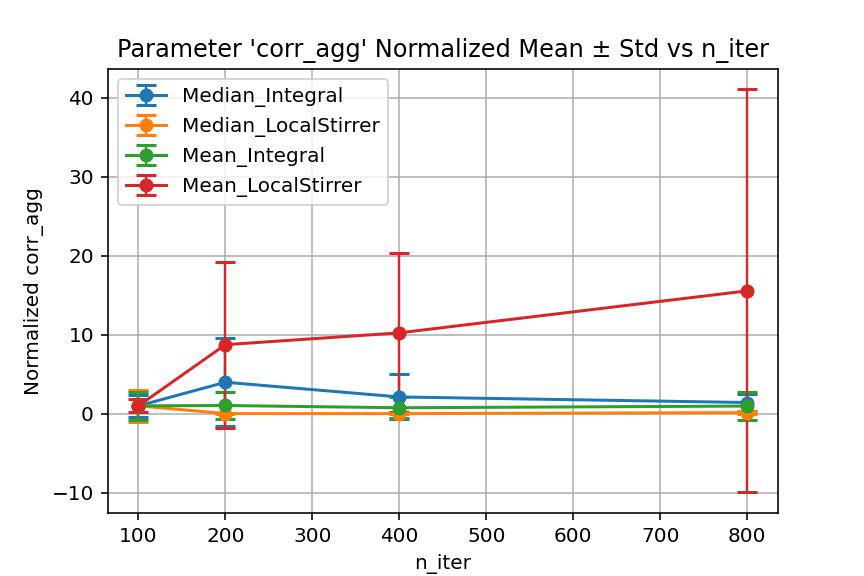 Parameter 'corr_agg' Normalized Mean ± Std vs n_iter
Median_Integral
Median_LocalStirrer
Mean_Integral
Mean_LocalStirrer
Normalized corr_agg
40
30
20
10
0
−10
100 200 300 400 500 600 700 800
n_iter